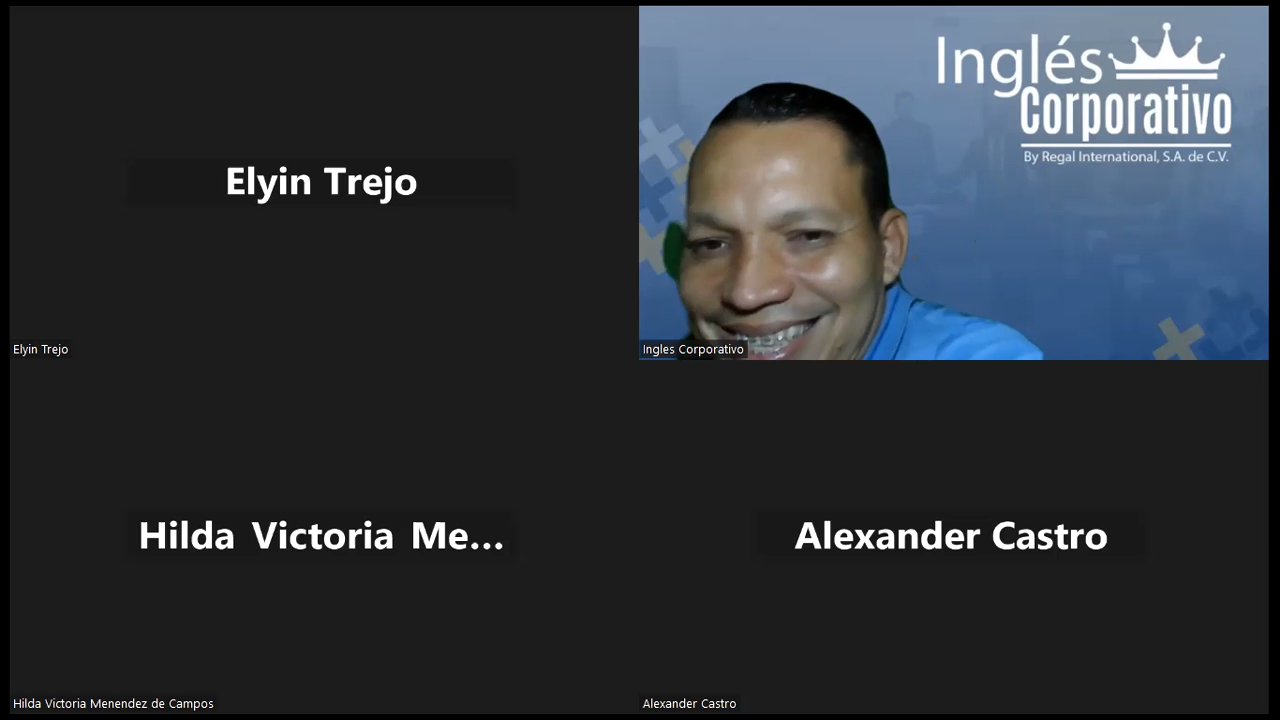 Elyin Trejo
Elyin Trejo
Inglés
Corporativo
By Regal International, S.A. de C.V.
Ingles Corporativo
Hilda Victoria Me...
Hilda Victoria Menendez de Campos
Alexander Castro
Alexander Castro